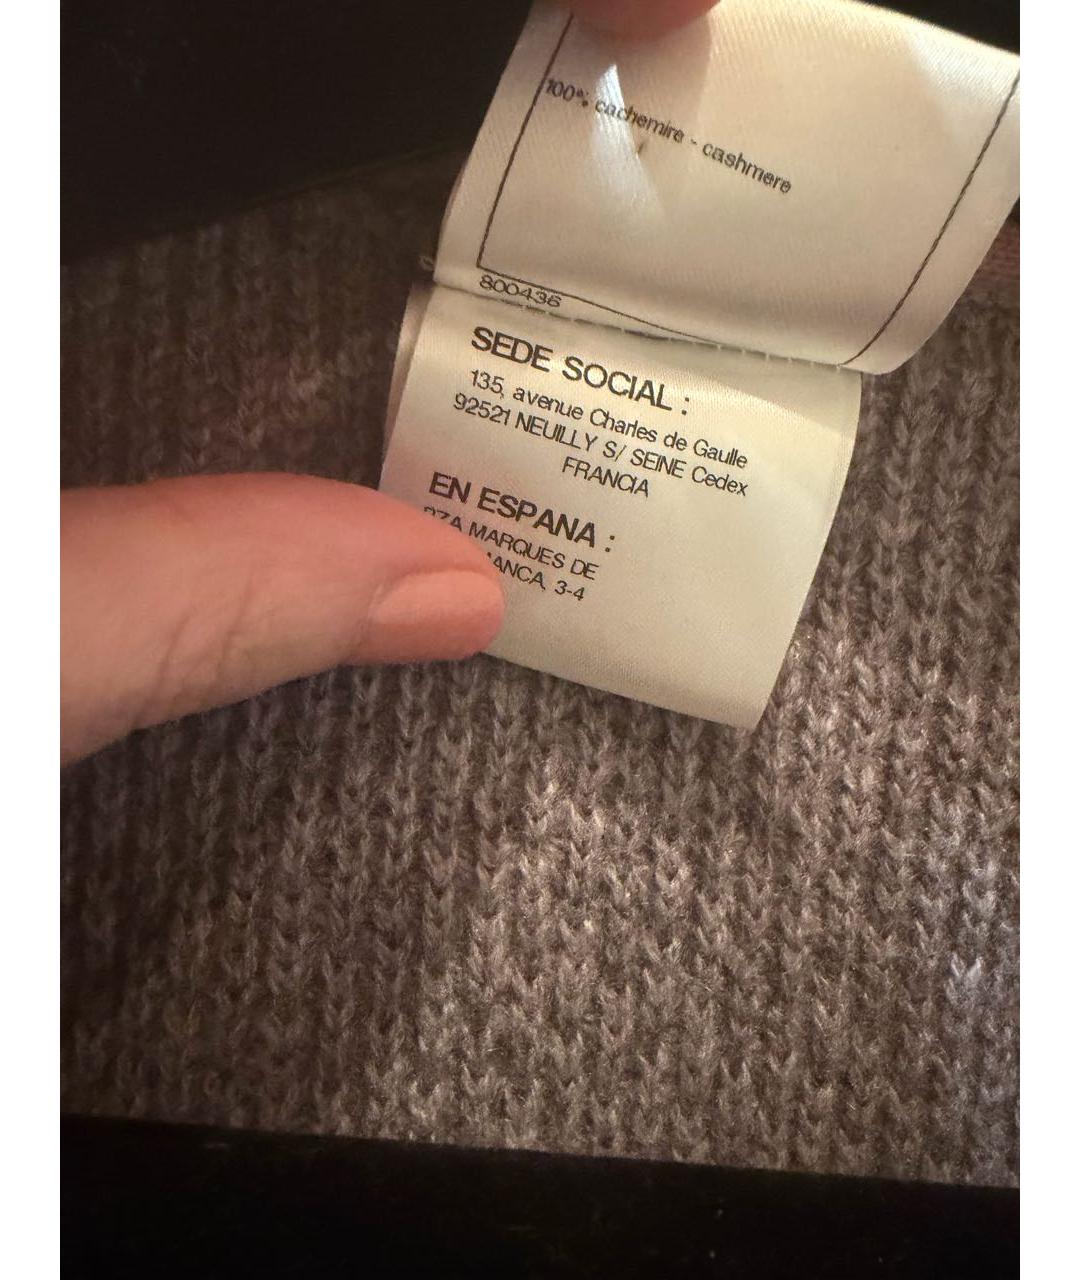 100% cachemire - cashmere
800436
SEDE SOCIAL :
135, avenue Charles de Gaulle
92521 NEUILLY S/ SEINE Cedex
FRANCIA
EN ESPANA :
PZA MARQUES DE
3-4